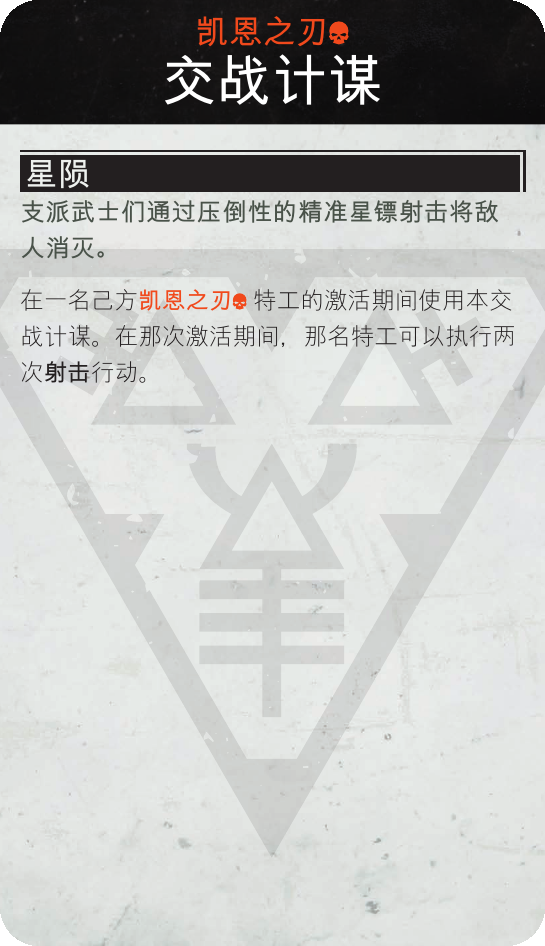 凯恩之刃
交战计谋
星陨
支派武士们通过压倒性的精准星镖射击将敌
人消灭。
在一名己方凯恩之刃 特工的激活期间使用本交
战计谋。在那次激活期间，那名特工可以执行两
次射击行动。